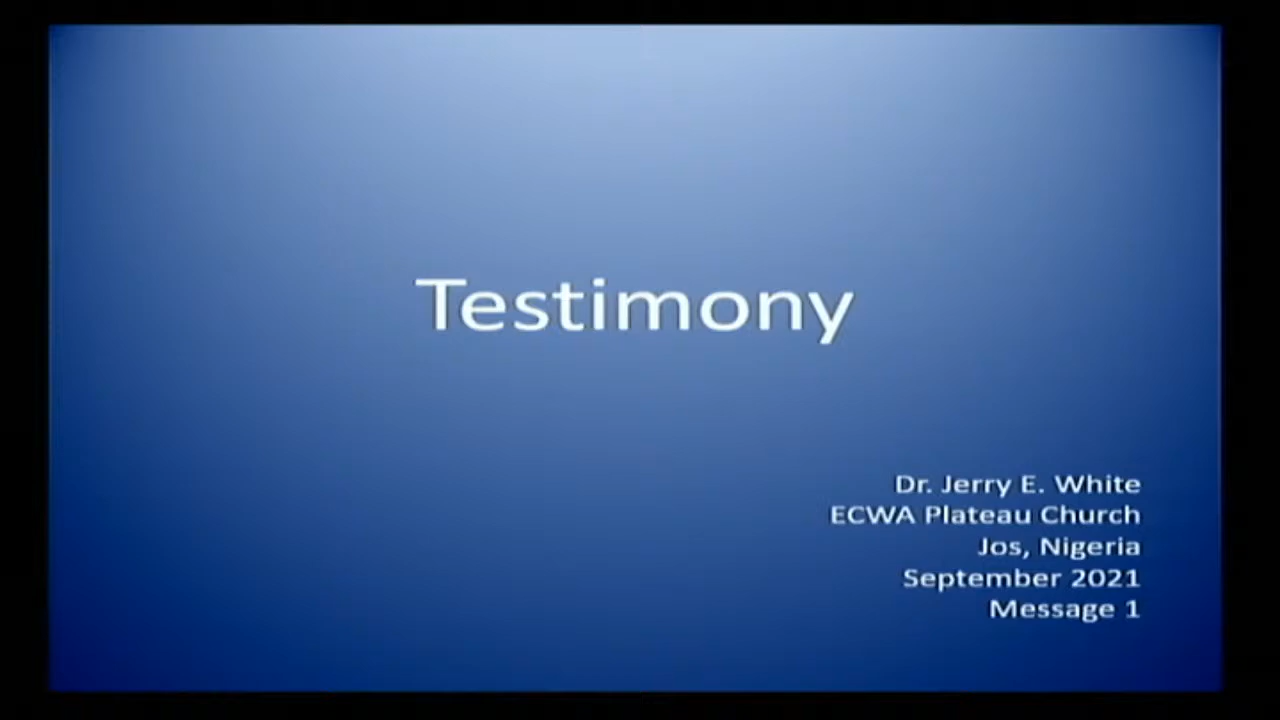 Testimony
Dr. Jerry E. White
ECWA Plateau Church
Jos, Nigeria
September 2021
Message 1